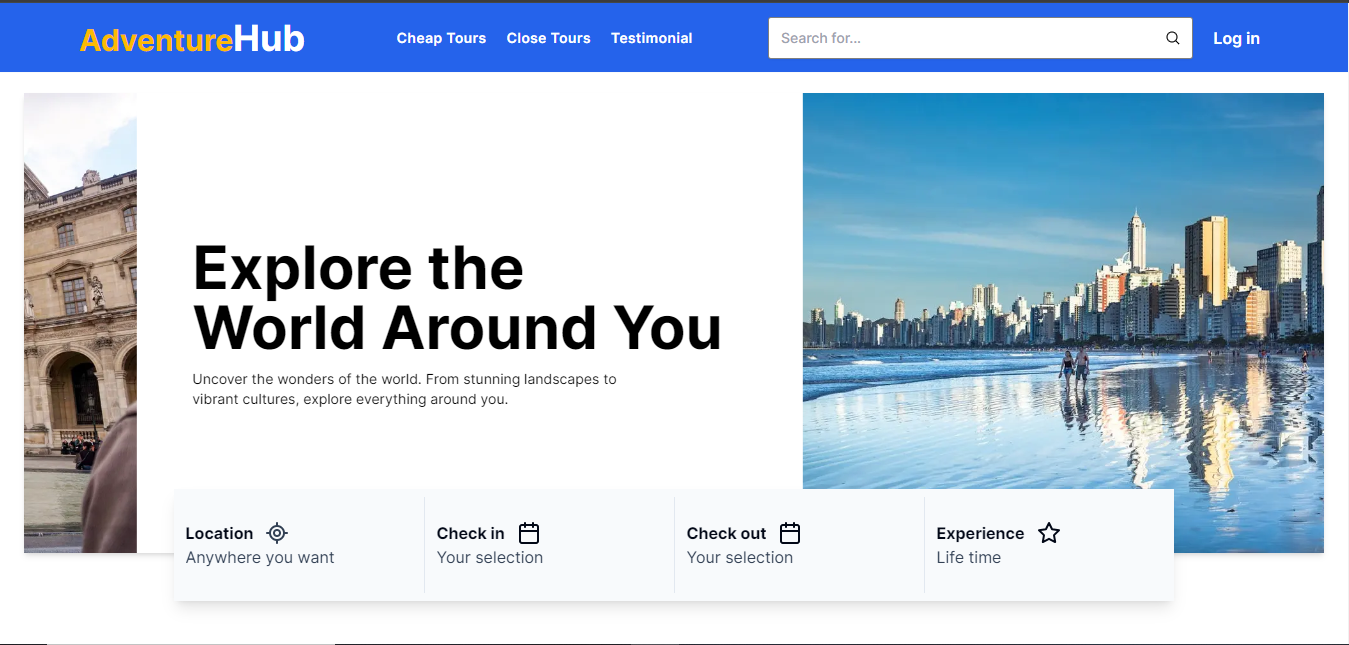 AdventureHub
Cheap Tours Close Tours Testimonial
Search for...
Log in
Explore the
World Around You
Uncover the wonders of the world. From stunning landscapes to
vibrant cultures, explore everything around you.
Location
Anywhere you want
Check in
Your selection
Check out
Your selection
Experience
Life time